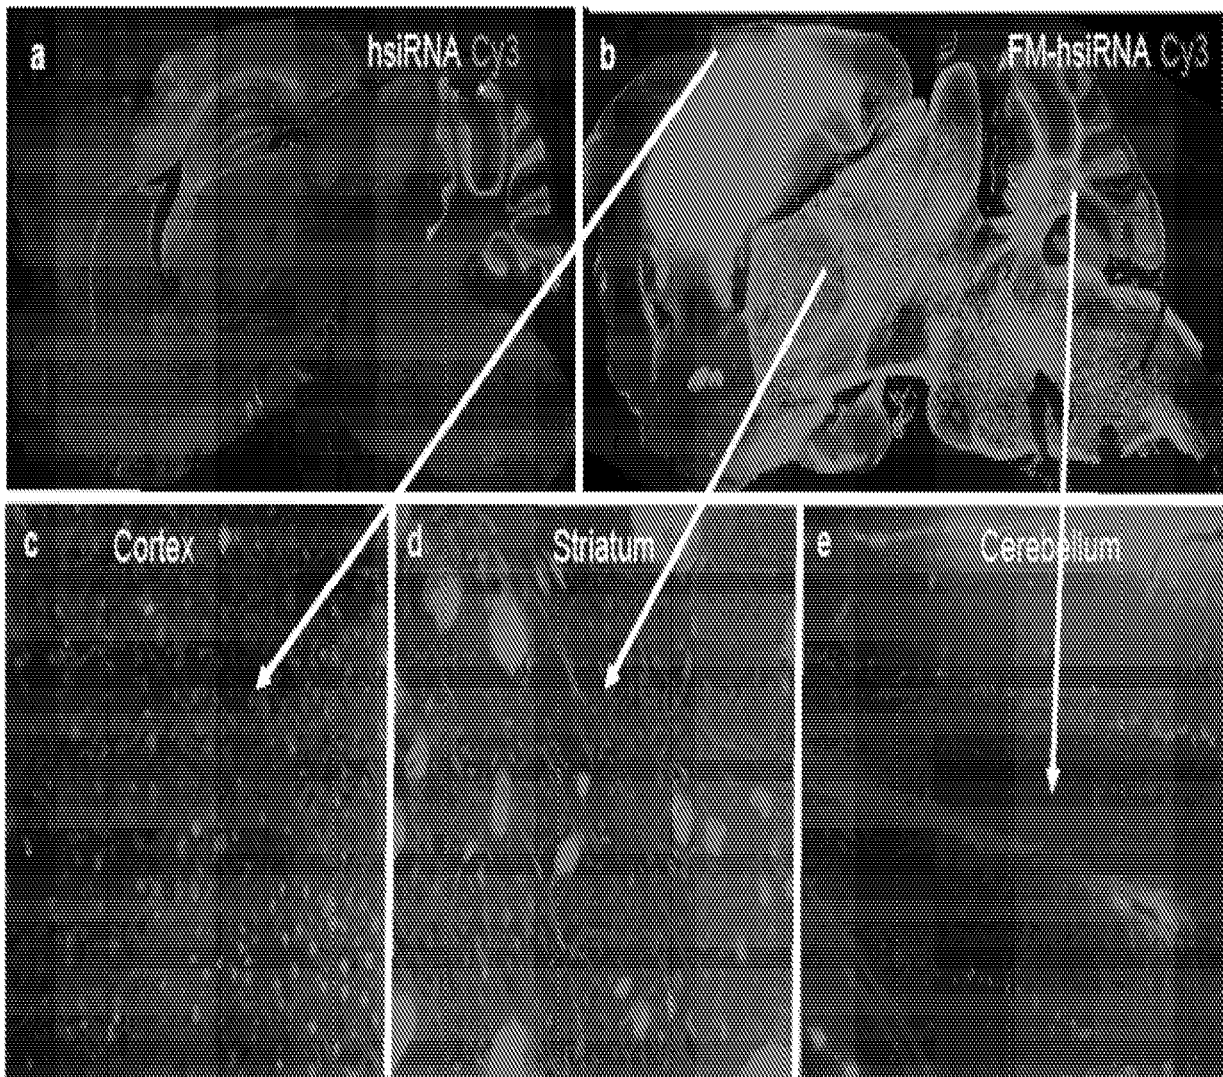 a hsiRNA Cy3
b FM-hsiRNA Cy3
c Cortex
d Striatum
e Cerebellum